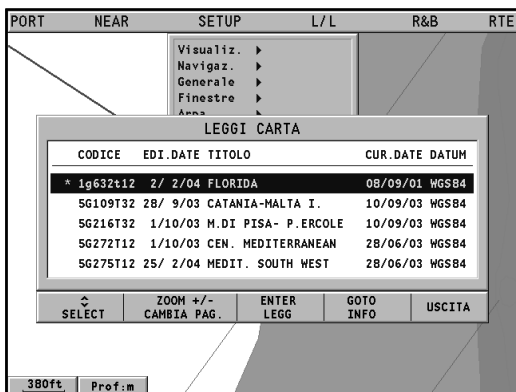 PORT NEAR SETUP L/L R&B RTE
Visualiz.
Navigaz.
Generale
Finestre
Arpa
LEGGI CARTA
CODICE EDI.DATE TITOLO CUR.DATE DATUM
* 1g632t12 2/ 2/04 FLORIDA 08/09/01 WGS84
5G109T32 28/ 9/03 CATANIA-MALTA I. 10/09/03 WGS84
5G216T32 1/10/03 M.DI PISA- P.ERCOLE 10/09/03 WGS84
5G272T12 1/10/03 CEN. MEDITERRANEAN 28/06/03 WGS84
5G275T12 25/ 2/04 MEDIT. SOUTH WEST 28/06/03 WGS84
SELECT ZOOM +/- CAMBIA PAG. ENTER LEGG GOTO INFO USCITA
380ft Prof:m